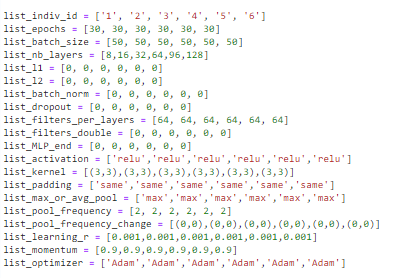 list_indiv_id = ['1', '2', '3', '4', '5', '6']
list_epochs = [30, 30, 30, 30, 30, 30]
list_batch_size = [50, 50, 50, 50, 50, 50]
list_nb_layers = [8,16,32,64,96,128]
list_l1 = [0, 0, 0, 0, 0, 0]
list_l2 = [0, 0, 0, 0, 0, 0]
list_batch_norm = [0, 0, 0, 0, 0, 0]
list_dropout = [0, 0, 0, 0, 0, 0]
list_filters_per_layers = [64, 64, 64, 64, 64, 64]
list_filters_double = [0, 0, 0, 0, 0, 0]
list_MLP_end = [0, 0, 0, 0, 0, 0]
list_activation = ['relu','relu','relu','relu','relu','relu']
list_kernel = [(3,3),(3,3),(3,3),(3,3),(3,3),(3,3)]
list_padding = ['same','same','same','same','same','same']
list_max_or_avg_pool = ['max','max','max','max','max','max']
list_pool_frequency = [2, 2, 2, 2, 2, 2]
list_pool_frequency_change = [(0,0),(0,0),(0,0),(0,0),(0,0),(0,0)]
list_learning_r = [0.001,0.001,0.001,0.001,0.001,0.001]
list_momentum = [0.9,0.9,0.9,0.9,0.9,0.9]
list_optimizer = ['Adam','Adam','Adam','Adam','Adam','Adam']